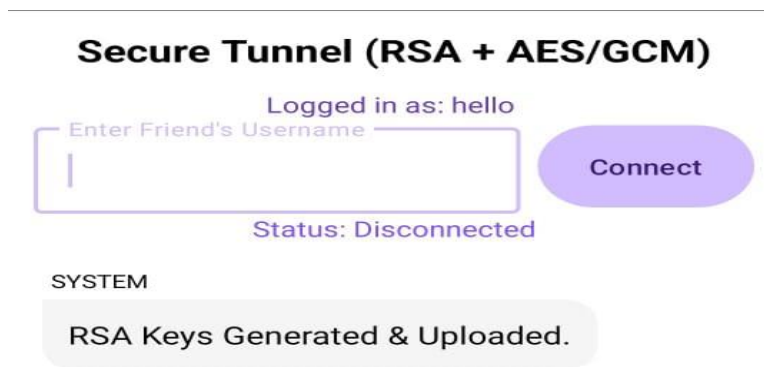 Secure Tunnel (RSA + AES/GCM)
Logged in as: hello
Enter Friend's Username
Connect
Status: Disconnected
SYSTEM
RSA Keys Generated & Uploaded.